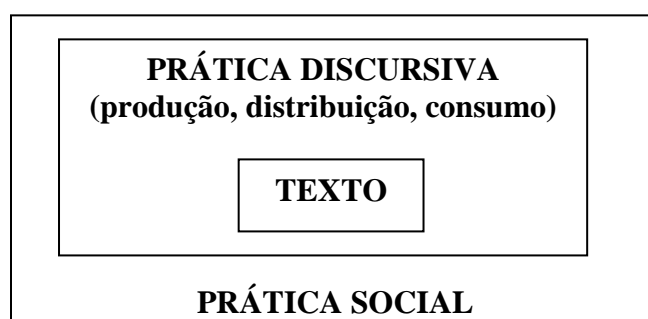 PRÁTICA DISCURSIVA
(produção, distribuição, consumo)
TEXTO
PRÁTICA SOCIAL